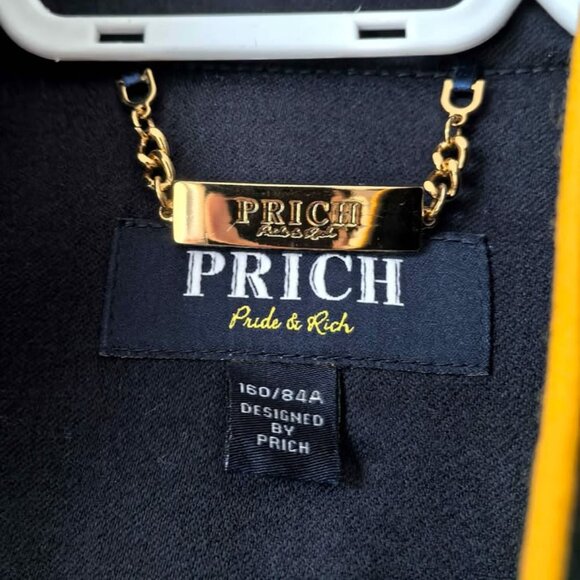 PRICH
Pride & Rich
PRICH
Pride & Rich
160/84A
DESIGNED
BY
PRICH